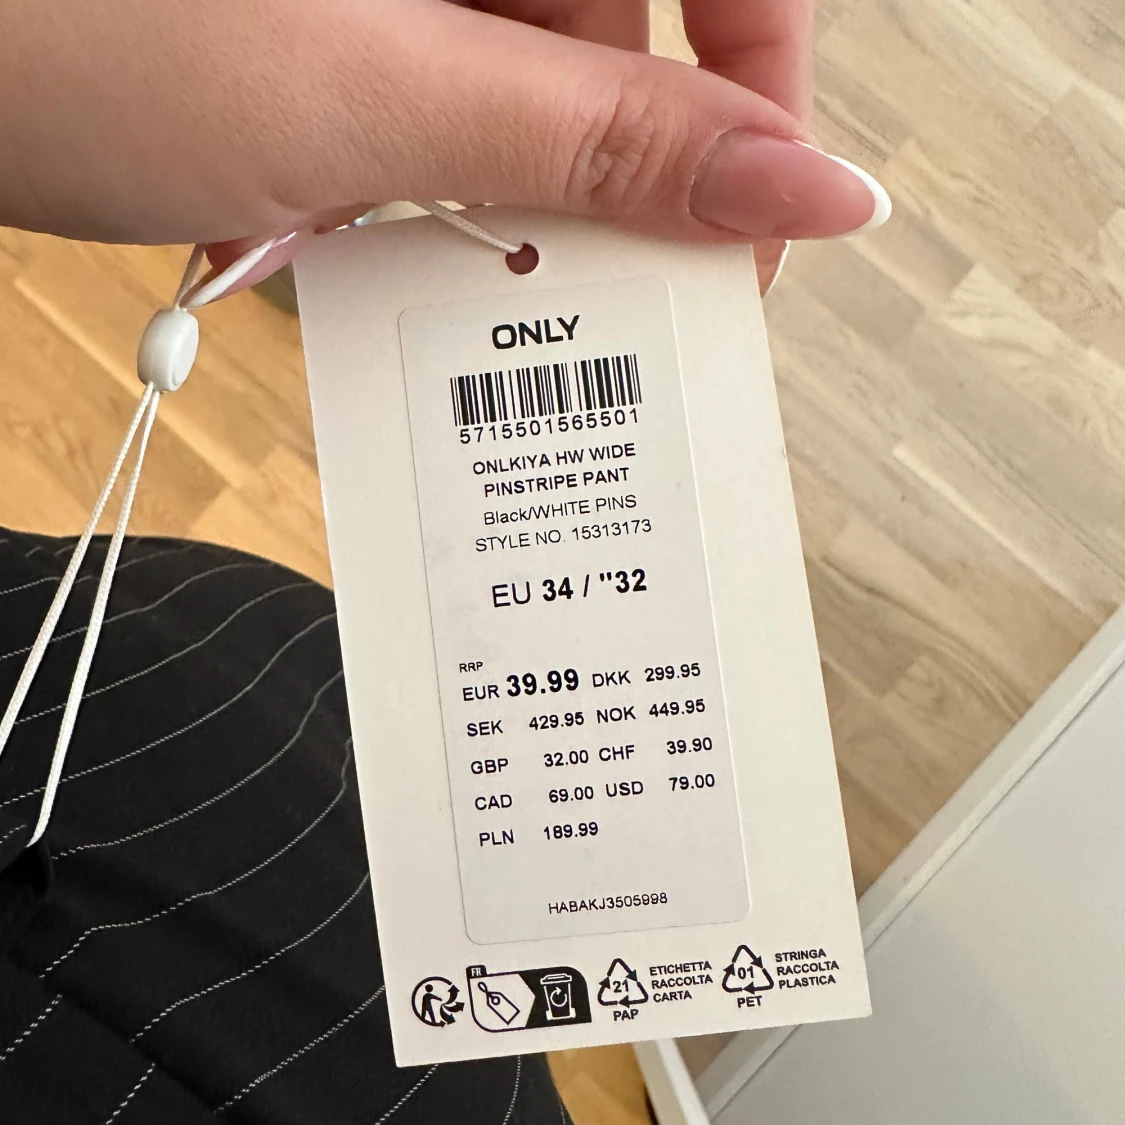 ONLY
5715501565501
ONLKIYA HW WIDE
PINSTRIPE PANT
Black/WHITE PINS
STYLE NO. 15313173
EU 34 / "32
RRP
EUR 39.99 DKK 299.95
SEK 429.95 NOK 449.95
GBP 32.00 CHF 39.90
CAD 69.00 USD 79.00
PLN 189.99
HABAKJ3505998
FR
21
PAP
ETICHETTA
RACCOLTA
CARTA
01
PET
STRINGA
RACCOLTA
PLASTICA